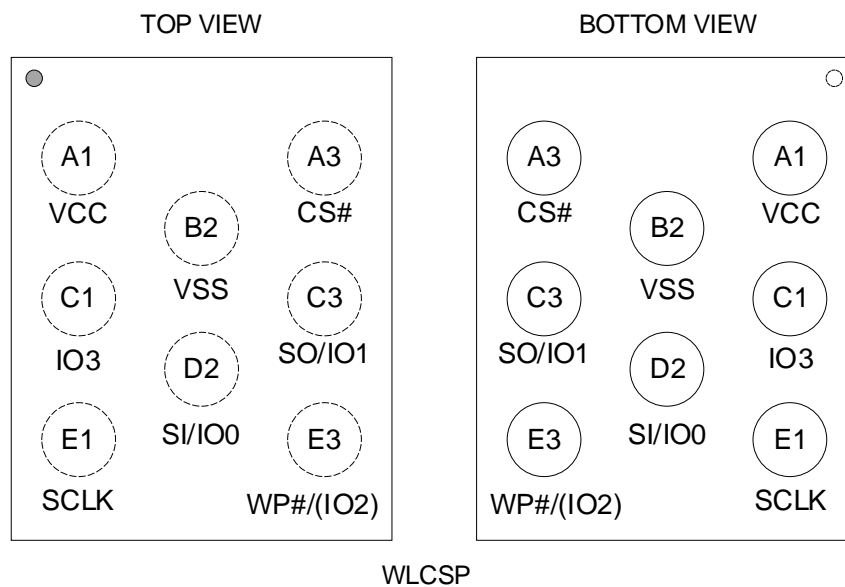 TOP VIEW
A1
A3
VCC
CS#
B2
VSS
C1
C3
IO3
SO/IO1
D2
SI/IO0
E1
E3
SCLK
WP#/(IO2)
BOTTOM VIEW
A3
A1
CS#
VCC
B2
VSS
C3
C1
SO/IO1
IO3
D2
SI/IO0
E3
E1
WP#/(IO2)
SCLK
WLCSP